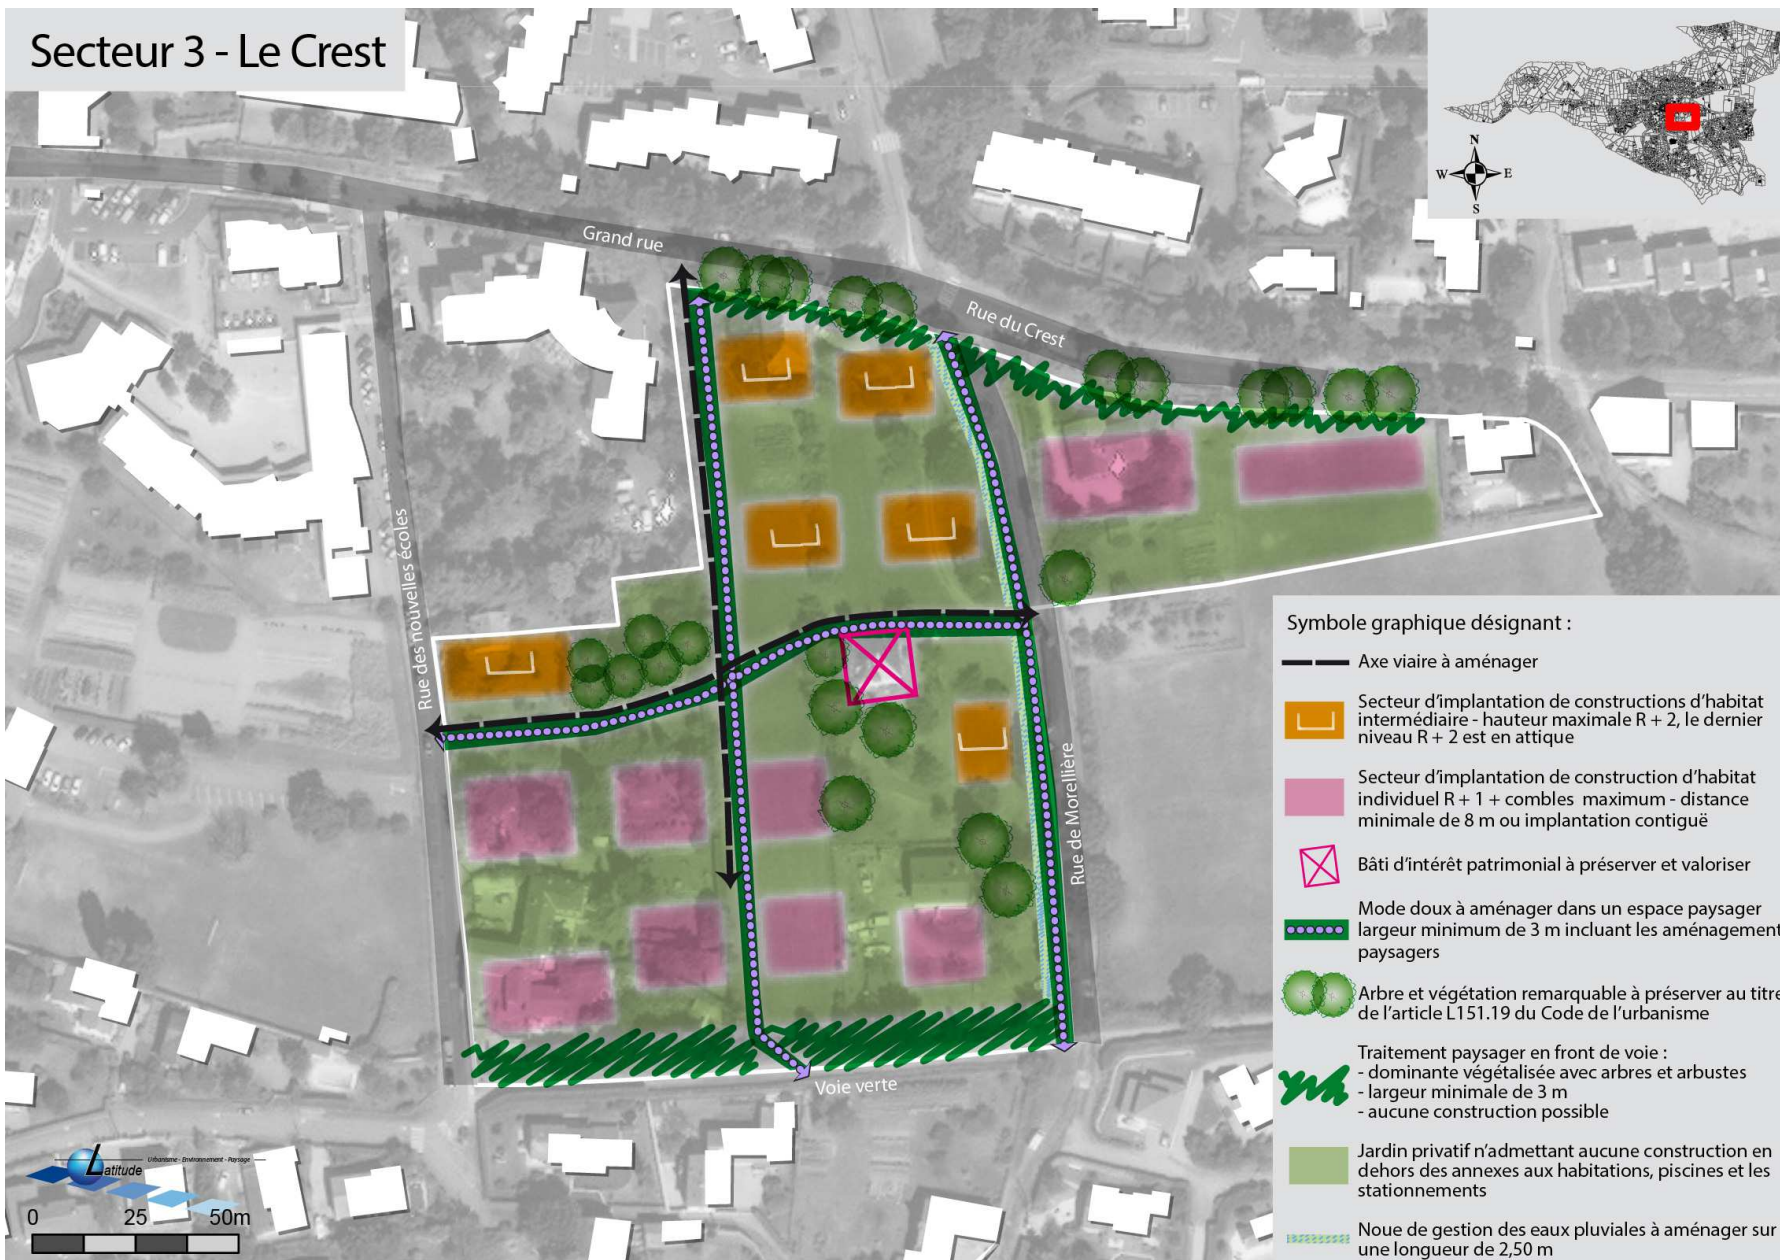 Secteur 3 - Le Crest
N
W E
S
Grand rue
Rue du Crest
Rue des nouvelles écoles
Rue de Morellière
Voie verte
Symbole graphique désignant :
Axe viaire à aménager
Secteur d'implantation de constructions d'habitat
intermédiaire - hauteur maximale R + 2, le dernier
niveau R + 2 est en attique
Secteur d'implantation de construction d'habitat
individuel R + 1 + combles maximum - distance
minimale de 8 m ou implantation contiguë
Bâti d'intérêt patrimonial à préserver et valoriser
Mode doux à aménager dans un espace paysager
largeur minimum de 3 m incluant les aménagement
paysagers
Arbre et végétation remarquable à préserver au titre
de l'article L151.19 du Code de l'urbanisme
Traitement paysager en front de voie :
- dominante végétalisée avec arbres et arbustes
- largeur minimale de 3 m
- aucune construction possible
Jardin privatif n'admettant aucune construction en
dehors des annexes aux habitations, piscines et les
stationnements
Noue de gestion des eaux pluviales à aménager sur
une longueur de 2,50 m
Latitude
Urbanisme - Environnement - Paysage
0 25 50m